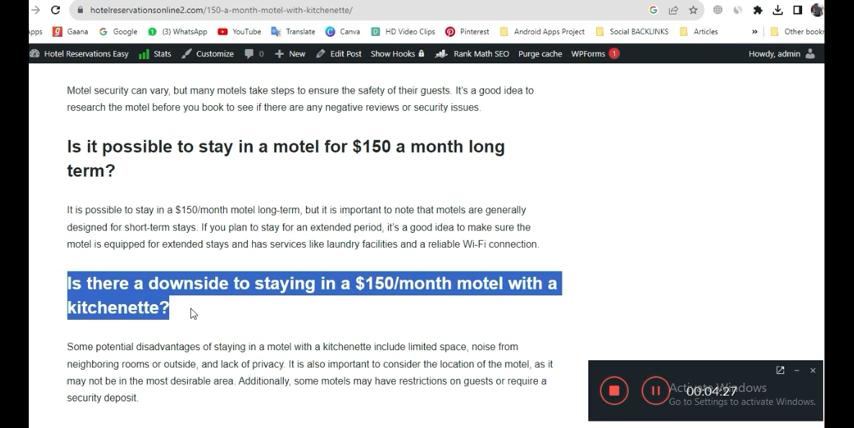 hotelreservationsonline2.com/150-a-month-motel-with-kitchenette/
Apps Gaana Google (3) WhatsApp YouTube Translate Canva HD Video Clips Pinterest Android Apps Project Social BACKLINKS Articles » Other book
Hotel Reservations Easy Stats Customize 0 + New Edit Post Show Hooks Rank Math SEO Purge cache WPForms 1 Howdy, admin
Motel security can vary, but many motels take steps to ensure the safety of their guests. It's a good idea to
research the motel before you book to see if there are any negative reviews or security issues.
Is it possible to stay in a motel for $150 a month long
term?
It is possible to stay in a $150/month motel long-term, but it is important to note that motels are generally
designed for short-term stays. If you plan to stay for an extended period, it's a good idea to make sure the
motel is equipped for extended stays and has services like laundry facilities and a reliable Wi-Fi connection.
Is there a downside to staying in a $150/month motel with a
kitchenette?
Some potential disadvantages of staying in a motel with a kitchenette include limited space, noise from
neighboring rooms or outside, and lack of privacy. It is also important to consider the location of the motel, as it
may not be in the most desirable area. Additionally, some motels may have restrictions on guests or require a
security deposit.
Activate Windows
00:04:27
Go to Settings to activate Windows.